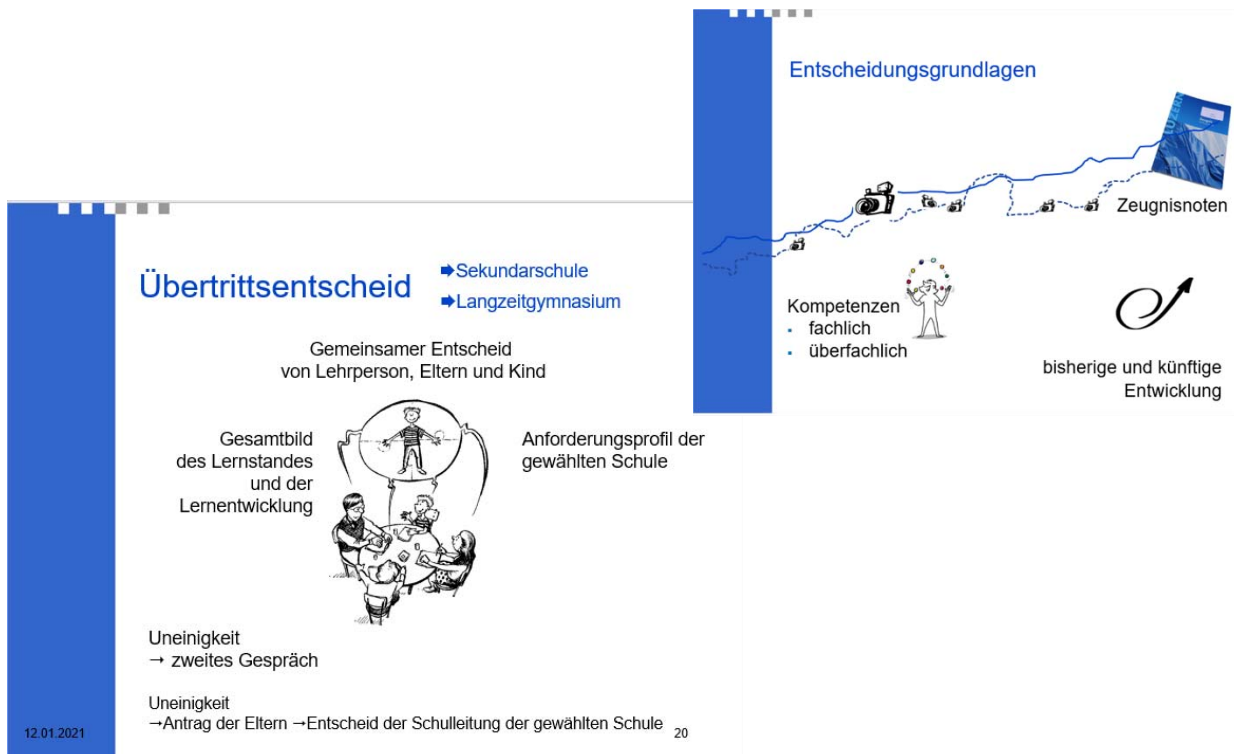 Entscheidungsgrundlagen
LUZERN
Zeugnisnoten
Kompetenzen
▪ fachlich
▪ überfachlich
bisherige und künftige
Entwicklung
Übertrittsentscheid
➡Sekundarschule
➡Langzeitgymnasium
Gemeinsamer Entscheid
von Lehrperson, Eltern und Kind
Gesamtbild
des Lernstandes
und der
Lernentwicklung
Anforderungsprofil der
gewählten Schule
Uneinigkeit
→ zweites Gespräch
Uneinigkeit
→Antrag der Eltern →Entscheid der Schulleitung der gewählten Schule
12.01.2021
20